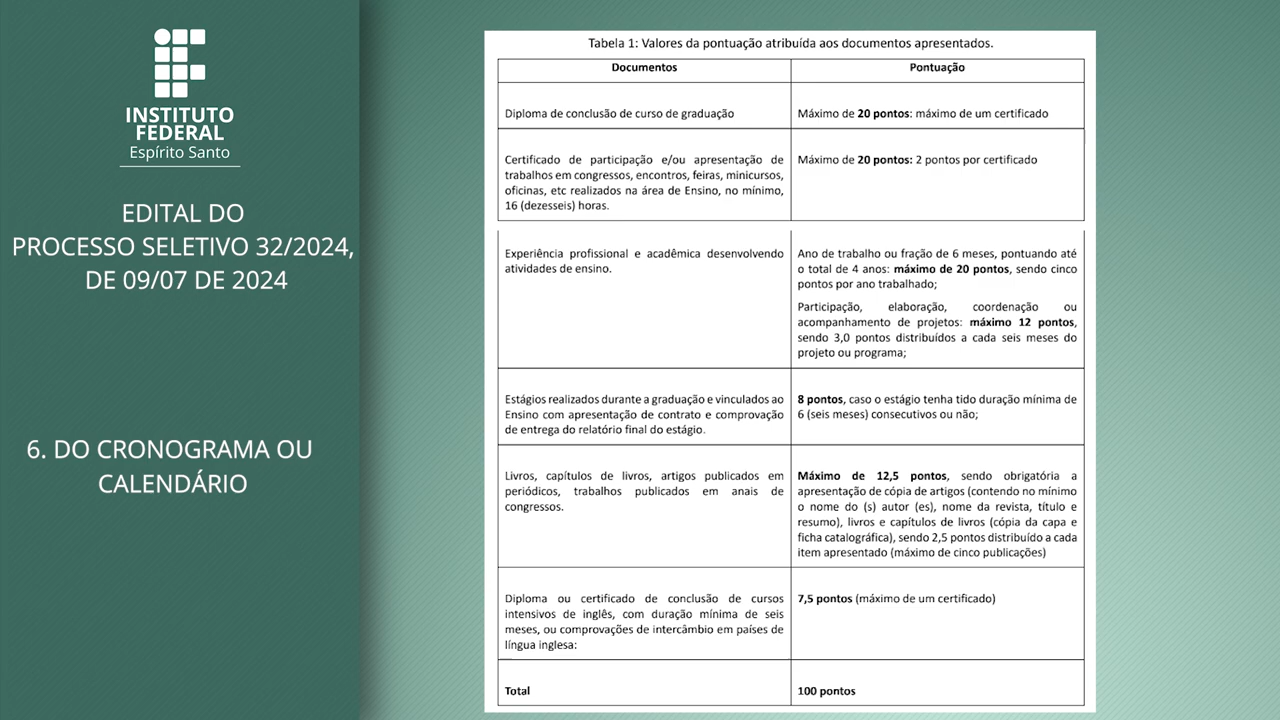 INSTITUTO
FEDERAL
Espírito Santo
EDITAL DO
PROCESSO SELETIVO 32/2024,
DE 09/07 DE 2024
6. DO CRONOGRAMA OU
CALENDÁRIO
Tabela 1: Valores da pontuação atribuída aos documentos apresentados.
Documentos
Pontuação
Diploma de conclusão de curso de graduação
Máximo de 20 pontos: máximo de um certificado
Certificado de participação e/ou apresentação de
trabalhos em congressos, encontros, feiras, minicursos,
oficinas, etc realizados na área de Ensino, no mínimo,
16 (dezesseis) horas.
Máximo de 20 pontos: 2 pontos por certificado
Experiência profissional e acadêmica desenvolvendo
atividades de ensino.
Ano de trabalho ou fração de 6 meses, pontuando até
o total de 4 anos: máximo de 20 pontos, sendo cinco
pontos por ano trabalhado;
Participação, elaboração, coordenação ou
acompanhamento de projetos: máximo 12 pontos,
sendo 3,0 pontos distribuídos a cada seis meses do
projeto ou programa;
Estágios realizados durante a graduação e vinculados ao
Ensino com apresentação de contrato e comprovação
de entrega do relatório final do estágio.
8 pontos, caso o estágio tenha tido duração mínima de
6 (seis meses) consecutivos ou não;
Livros, capítulos de livros, artigos publicados em
periódicos, trabalhos publicados em anais de
congressos.
Máximo de 12,5 pontos, sendo obrigatória a
apresentação de cópia de artigos (contendo no mínimo
o nome do (s) autor (es), nome da revista, título e
resumo), livros e capítulos de livros (cópia da capa e
ficha catalográfica), sendo 2,5 pontos distribuído a cada
item apresentado (máximo de cinco publicações)
Diploma ou certificado de conclusão de cursos
intensivos de inglês, com duração mínima de seis
meses, ou comprovações de intercâmbio em países de
língua inglesa:
7,5 pontos (máximo de um certificado)
Total
100 pontos